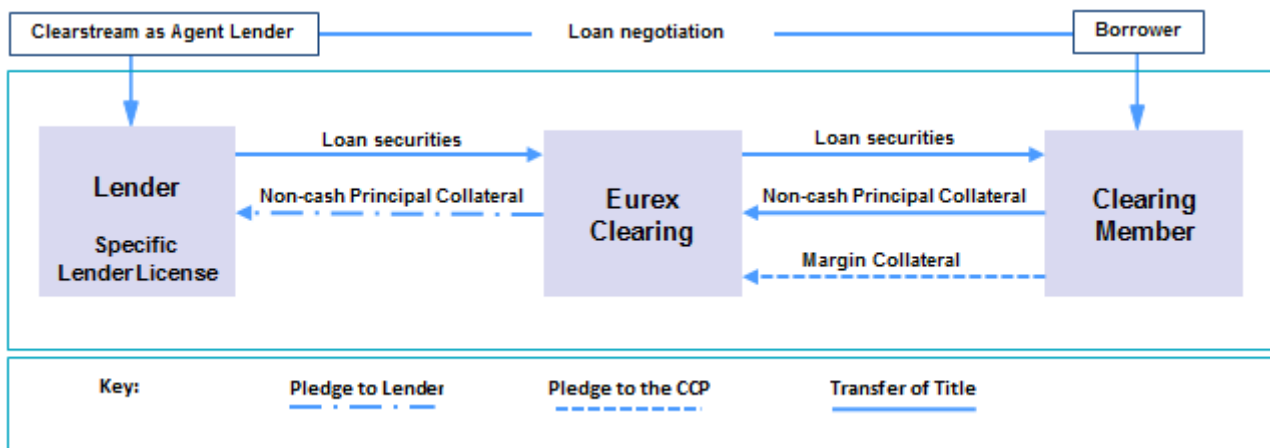 Clearstream as Agent Lender
Loan negotiation
Borrower
Lender
Specific
Lender License
Loan securities
Non-cash Principal Collateral
Eurex
Clearing
Loan securities
Non-cash Principal Collateral
Margin Collateral
Clearing
Member
Key:
Pledge to Lender
Pledge to the CCP
Transfer of Title